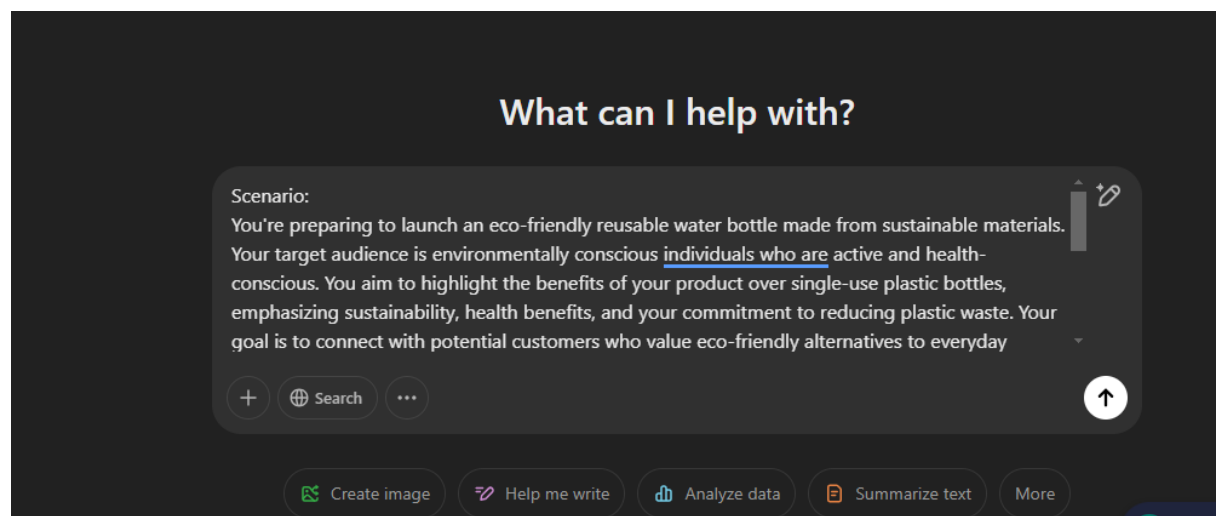 What can I help with?
Scenario:
You're preparing to launch an eco-friendly reusable water bottle made from sustainable materials.
Your target audience is environmentally conscious individuals who are active and health-
conscious. You aim to highlight the benefits of your product over single-use plastic bottles,
emphasizing sustainability, health benefits, and your commitment to reducing plastic waste. Your
goal is to connect with potential customers who value eco-friendly alternatives to everyday
Search
Create image Help me write Analyze data Summarize text More